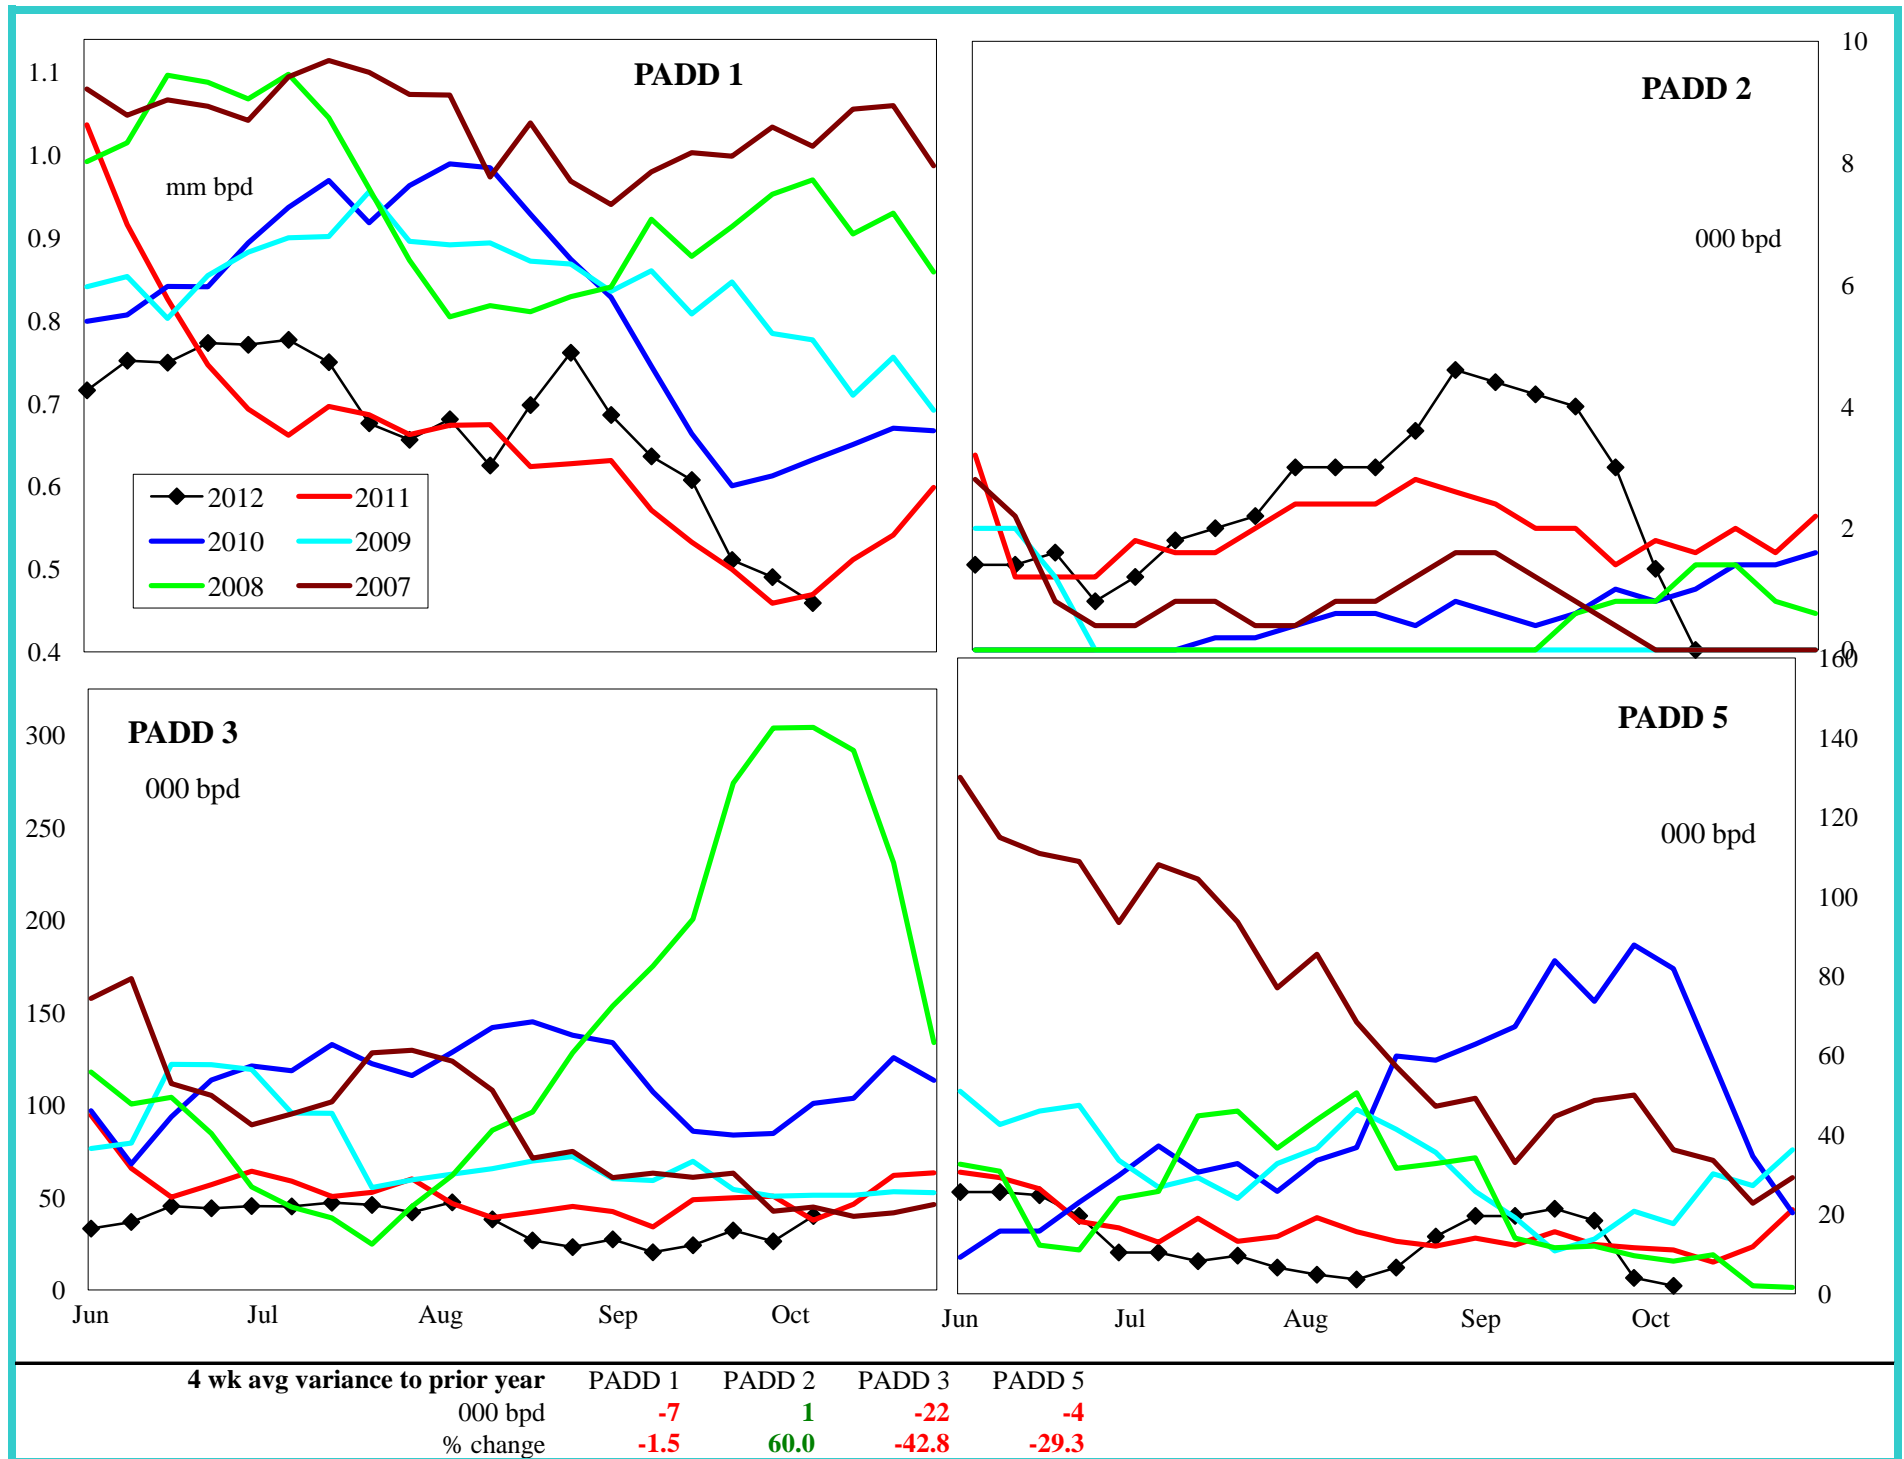 PADD 1
mm bpd
1.1
1.0
0.9
0.8
0.7
0.6
0.5
0.4
2012 2011
2010 2009
2008 2007
PADD 2
000 bpd
10
8
6
4
2
0
PADD 3
000 bpd
300
250
200
150
100
50
0
Jun Jul Aug Sep Oct
PADD 5
000 bpd
160
140
120
100
80
60
40
20
0
Jun Jul Aug Sep Oct
4 wk avg variance to prior year PADD 1 PADD 2 PADD 3 PADD 5
000 bpd -7 1 -22 -4
% change -1.5 60.0 -42.8 -29.3